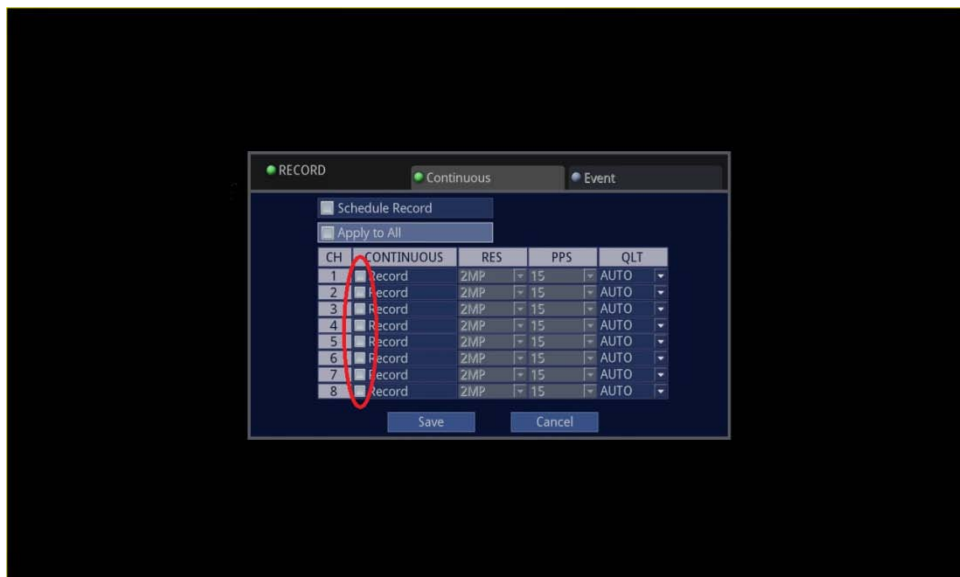 RECORD Continuous Event
Schedule Record
Apply to All
CH CONTINUOUS RES PPS QLT
1 Record 2MP 15 AUTO
2 Record 2MP 15 AUTO
3 Record 2MP 15 AUTO
4 Record 2MP 15 AUTO
5 Record 2MP 15 AUTO
6 Record 2MP 15 AUTO
7 Record 2MP 15 AUTO
8 Record 2MP 15 AUTO
Save Cancel